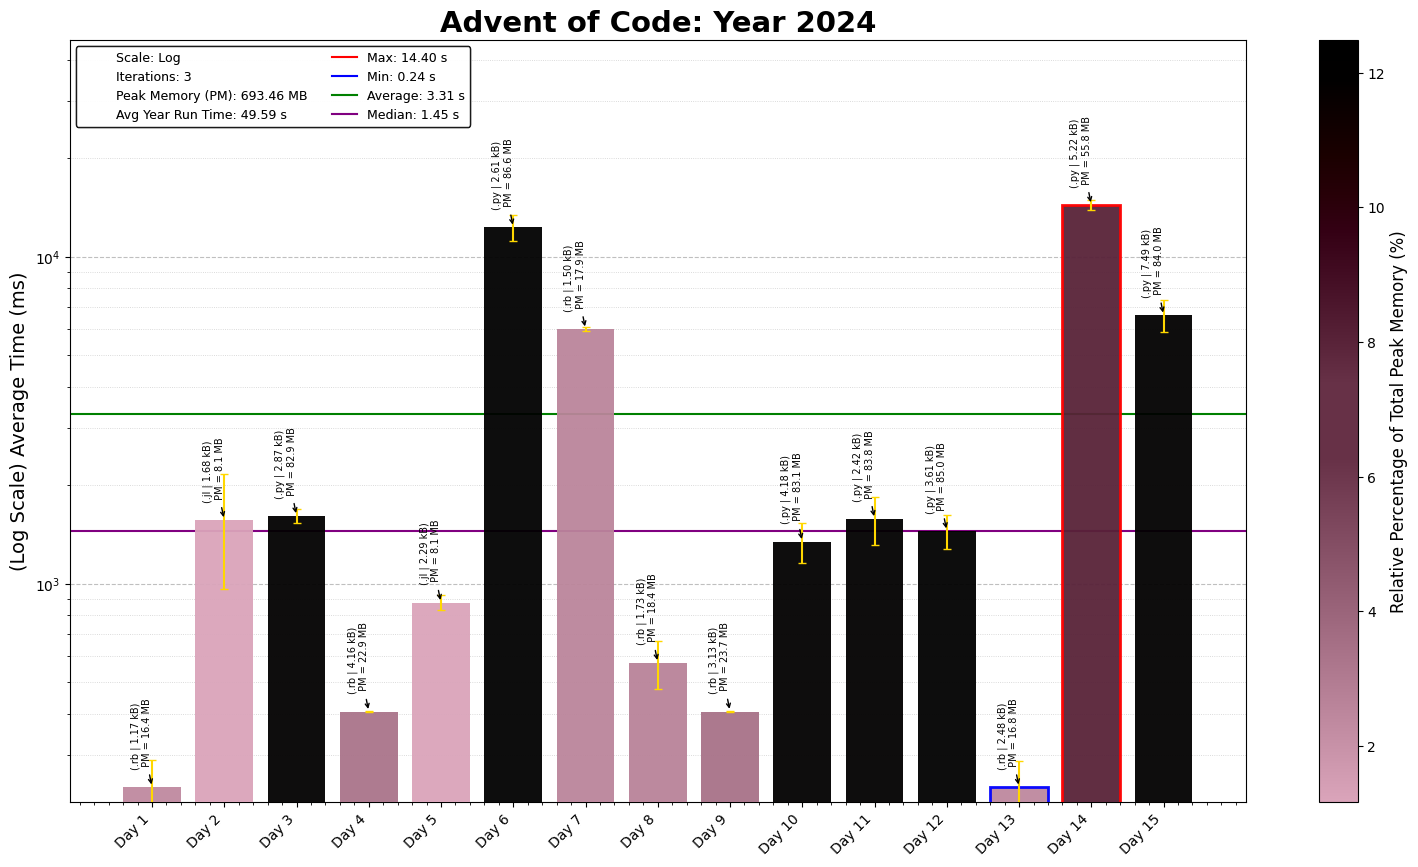 Advent of Code: Year 2024
Scale: Log
Iterations: 3
Peak Memory (PM): 693.46 MB
Avg Year Run Time: 49.59 s
Max: 14.40 s
Min: 0.24 s
Average: 3.31 s
Median: 1.45 s
(Log Scale) Average Time (ms)
10⁴
10³
(.rb | 1.17 kB)
PM = 16.4 MB
(.jl | 1.68 kB)
PM = 8.1 MB
(.py | 2.87 kB)
PM = 82.9 MB
(.rb | 4.16 kB)
PM = 22.9 MB
(.jl | 2.29 kB)
PM = 8.1 MB
(.py | 2.61 kB)
PM = 86.6 MB
(.rb | 1.50 kB)
PM = 17.9 MB
(.rb | 1.73 kB)
PM = 18.4 MB
(.rb | 3.13 kB)
PM = 23.7 MB
(.py | 4.18 kB)
PM = 83.1 MB
(.py | 2.42 kB)
PM = 83.8 MB
(.py | 3.61 kB)
PM = 85.0 MB
(.rb | 2.48 kB)
PM = 16.8 MB
(.py | 5.22 kB)
PM = 55.8 MB
(.py | 7.49 kB)
PM = 84.0 MB
Day 1
Day 2
Day 3
Day 4
Day 5
Day 6
Day 7
Day 8
Day 9
Day 10
Day 11
Day 12
Day 13
Day 14
Day 15
12
10
8
6
4
2
Relative Percentage of Total Peak Memory (%)